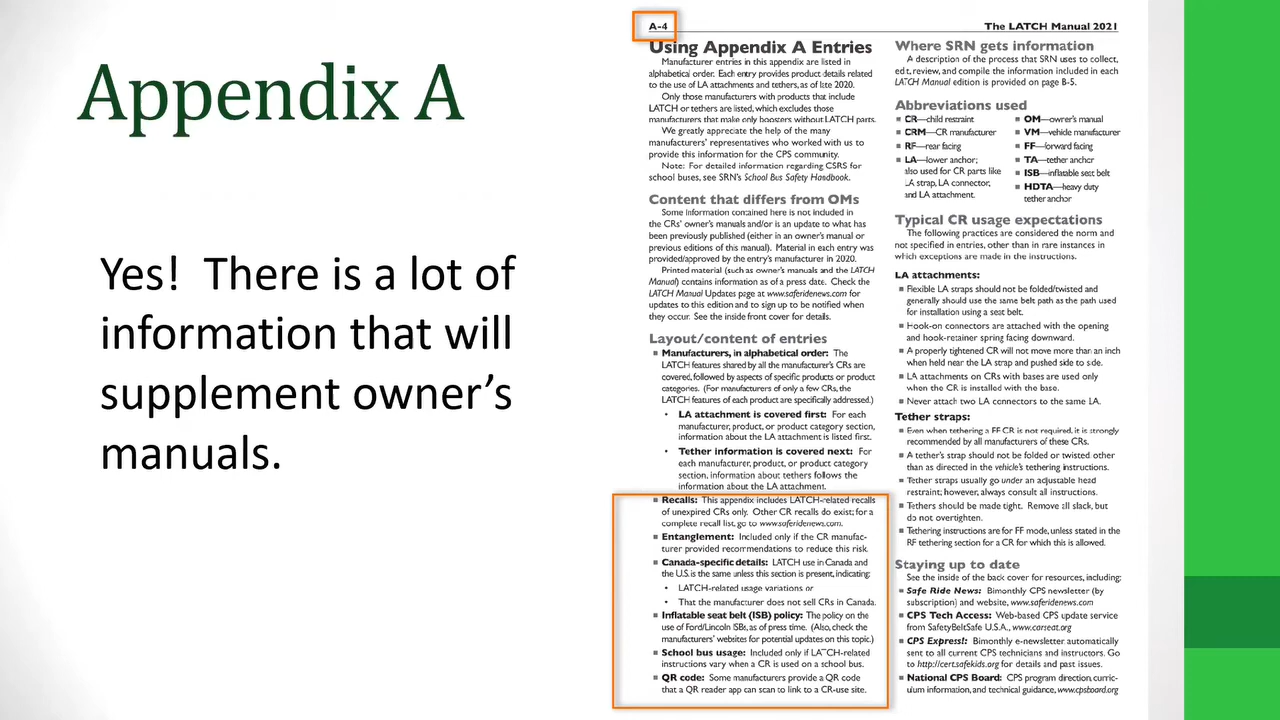 Appendix A
Yes!  There is a lot of
information that will
supplement owner’s
manuals.
A-4
The LATCH Manual 2021
Using Appendix A Entries
Manufacturer entries in this appendix are listed in
alphabetical order. Each entry provides product details related
to the use of LA attachments and tethers, as of late 2020.
Only those manufacturers with products that include
LATCH or tethers are listed, which excludes those
manufacturers that make only boosters without LATCH parts.
We greatly appreciate the help of the many
manufacturers’ representatives who worked with us to
provide this information for the CPS community.
Note: For detailed information regarding CSRS for
school buses, see SRN’s School Bus Safety Handbook.
Content that differs from OMs
Some information contained here is not included in
the CRs’ owner’s manuals and/or is an update to what has
been previously published (either in an owner’s manual or
previous editions of this manual). Material in each entry was
provided/approved by the entry’s manufacturer in 2020.
Printed material (such as owner’s manuals and the LATCH
Manual) contains information as of a press date. Check the
LATCH Manual Updates page at www.saferidenews.com for
updates to this edition and to sign up to be notified when
they occur. See the inside front cover for details.
Layout/content of entries
■ Manufacturers, in alphabetical order: The
LATCH features shared by all the manufacturer’s CRs are
covered, followed by aspects of specific products or product
categories. (For manufacturers of only a few CRs, the
LATCH features of each product are specifically addressed.)
• LA attachment is covered first: For each
manufacturer, product, or product category section,
information about the LA attachment is listed first.
• Tether information is covered next: For
each manufacturer, product, or product category
section, information about tethers follows the
information about the LA attachment.
■ Recalls: This appendix includes LATCH-related recalls
of unexpired CRs only. Other CR recalls do exist; for a
complete recall list, go to www.saferidenews.com.
■ Entanglement: Included only if the CR manufac-
turer provided recommendations to reduce this risk.
■ Canada-specific details: LATCH use in Canada and
the U.S. is the same unless this section is present, indicating:
• LATCH-related usage variations or
• That the manufacturer does not sell CRs in Canada.
■ Inflatable seat belt (ISB) policy: The policy on the
use of Ford/Lincoln ISBs, as of press time. (Also, check the
manufacturers’ websites for potential updates on this topic.)
■ School bus usage: Included only if LATCH-related
instructions vary when a CR is used on a school bus.
■ QR code: Some manufacturers provide a QR code
that a QR reader app can scan to link to a CR-use site.
Where SRN gets information
A description of the process that SRN uses to collect,
edit, review, and compile the information included in each
LATCH Manual edition is provided on page B-5.
Abbreviations used
■ CR—child restraint
■ CRM—CR manufacturer
■ RF—rear facing
■ LA—lower anchor;
also used for CR parts like
LA strap, LA connector,
and LA attachment.
■ OM—owner’s manual
■ VM—vehicle manufacturer
■ FF—forward facing
■ TA—tether anchor
■ ISB—inflatable seat belt
■ HDTA—heavy duty
tether anchor
Typical CR usage expectations
The following practices are considered the norm and
not specified in entries, other than in rare instances in
which exceptions are made in the instructions.
LA attachments:
■ Flexible LA straps should not be folded/twisted and
generally should use the same belt path as the path used
for installation using a seat belt.
■ Hook-on connectors are attached with the opening
and hook-retainer spring facing downward.
■ A properly tightened CR will not move more than an inch
when held near the LA strap and pushed side to side.
■ LA attachments on CRs with bases are used only
when the CR is installed with the base.
■ Never attach two LA connectors to the same LA.
Tether straps:
■ Even when tethering a FF CR is not required, it is strongly
recommended by all manufacturers of these CRs.
■ A tether’s strap should not be folded or twisted other
than as directed in the vehicle’s tethering instructions.
■ Tether straps usually go under an adjustable head
restraint; however, always consult all instructions.
■ Tethers should be made tight. Remove all slack, but
do not overtighten.
■ Tethering instructions are for FF mode, unless stated in the
RF tethering section for a CR for which this is allowed.
Staying up to date
See the inside of the back cover for resources, including:
■ Safe Ride News: Bimonthly CPS newsletter (by
subscription) and website, www.saferidenews.com
■ CPS Tech Access: Web-based CPS update service
from SafetyBeltSafe U.S.A., www.carseat.org
■ CPS Express!: Bimonthly e-newsletter automatically
sent to all current CPS technicians and instructors. Go
to http://cert.safekids.org for details and past issues.
■ National CPS Board: CPS program direction, curric-
ulum information, and technical guidance, www.cpsboard.org